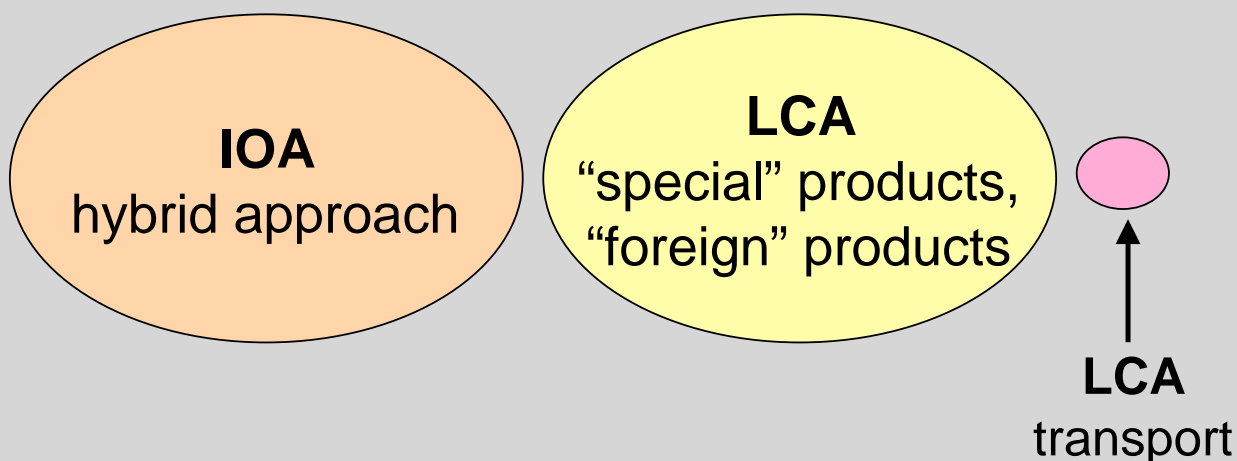 IOA
hybrid approach
LCA
“special” products,
“foreign” products
LCA
transport